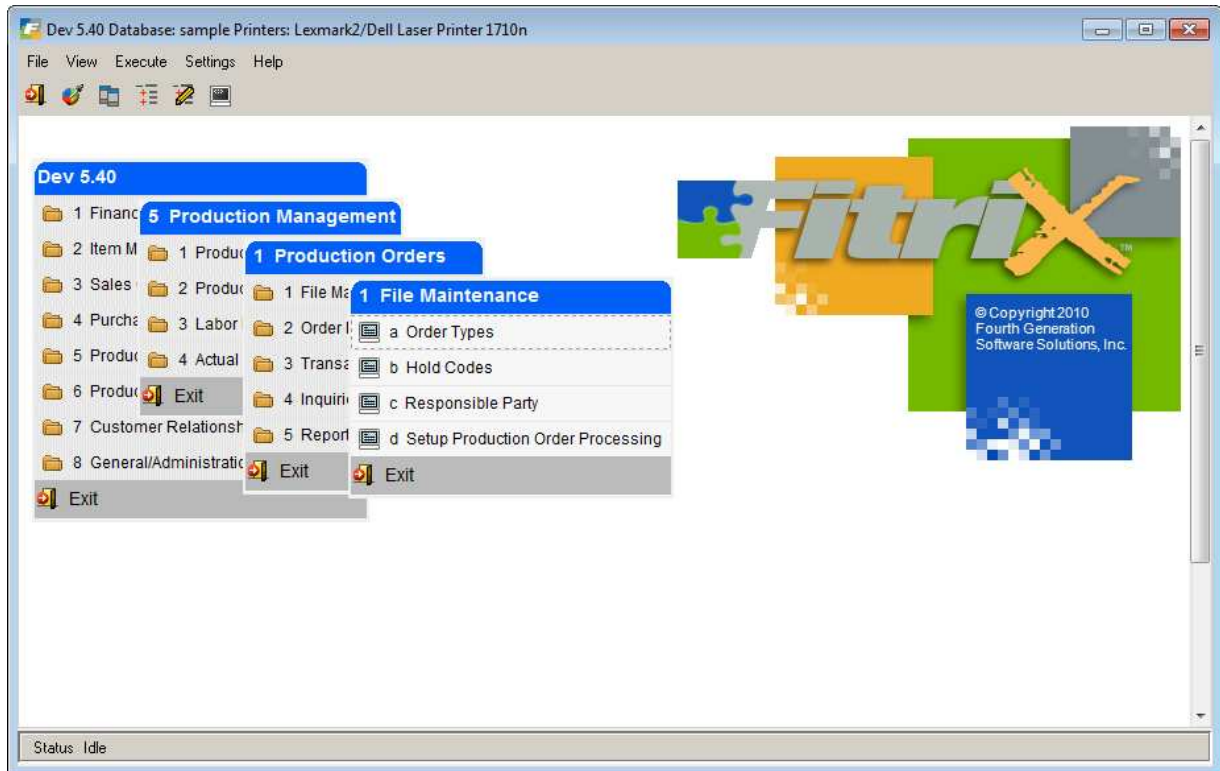 Dev 5.40 Database: sample Printers: Lexmark2/Dell Laser Printer 1710n
File View Execute Settings Help
Dev 5.40
1 Financ
2 Item M
3 Sales
4 Purcha
5 Produc
6 Produc
7 Customer Relationsh
8 General/Administratio
Exit
5 Production Management
1 Produc
2 Produc
3 Labor
4 Actual
Exit
1 Production Orders
1 File Ma
2 Order
3 Transa
4 Inquiri
5 Report
Exit
1 File Maintenance
a Order Types
b Hold Codes
c Responsible Party
d Setup Production Order Processing
Exit
Fitrix
TM
© Copyright 2010
Fourth Generation
Software Solutions, Inc.
Status Idle